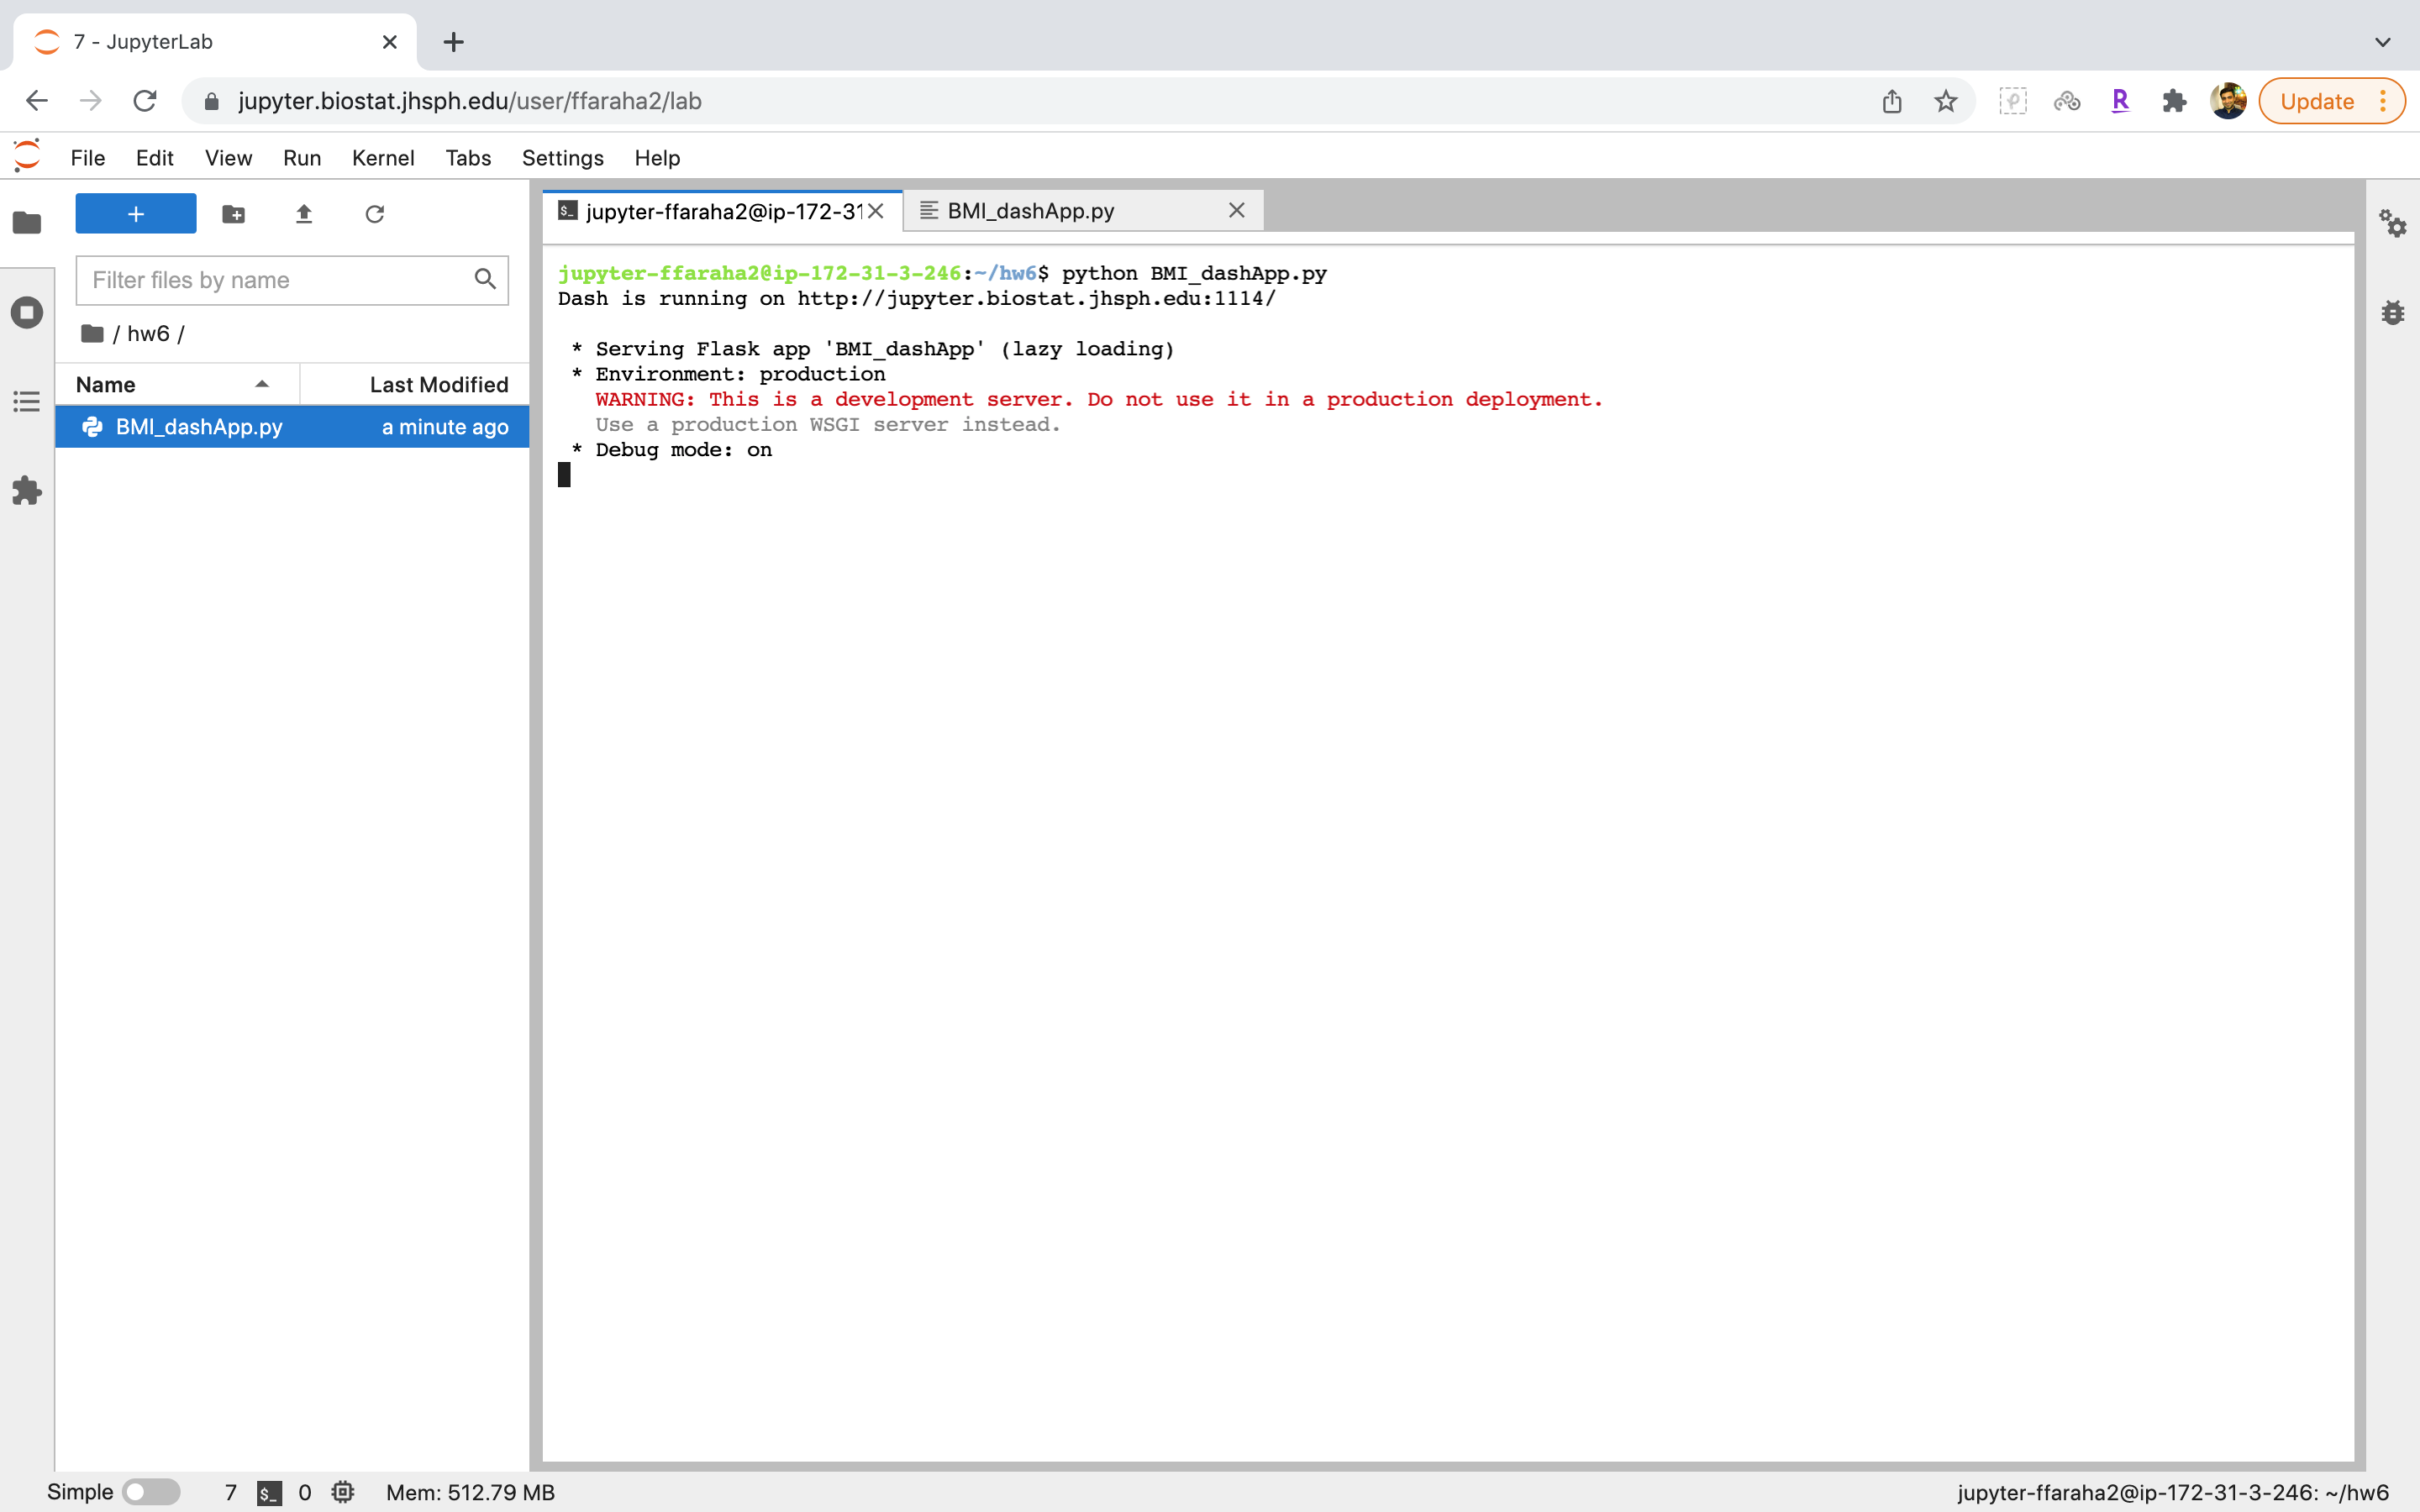 7 - JupyterLab
jupyter.biostat.jhsph.edu/user/ffaraha2/lab
R
Update
File Edit View Run Kernel Tabs Settings Help
Filter files by name
/ hw6 /
Name Last Modified
BMI_dashApp.py a minute ago
$_ jupyter-ffaraha2@ip-172-31 BMI_dashApp.py
jupyter-ffaraha2@ip-172-31-3-246:~/hw6$ python BMI_dashApp.py
Dash is running on http://jupyter.biostat.jhsph.edu:1114/
* Serving Flask app 'BMI_dashApp' (lazy loading)
* Environment: production
WARNING: This is a development server. Do not use it in a production deployment.
Use a production WSGI server instead.
* Debug mode: on
Simple 7 $_ 0 Mem: 512.79 MB jupyter-ffaraha2@ip-172-31-3-246: ~/hw6